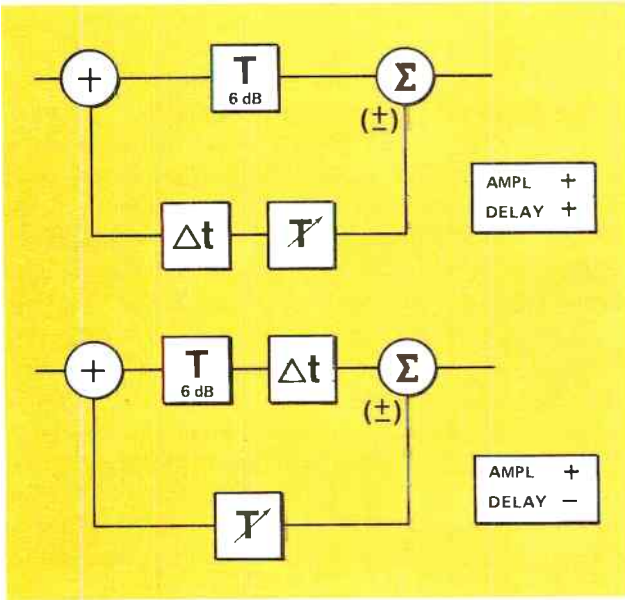 +
T
6 dB
Σ
(±)
Δt
T
AMPL +
DELAY +
+
T
6 dB
Δt
Σ
(±)
T
AMPL +
DELAY −